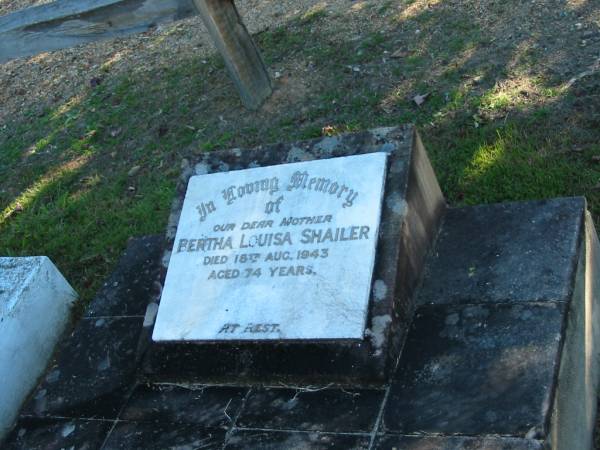 In Loving Memory
of
OUR DEAR MOTHER
BERTHA LOUISA SHAILER
DIED 18TH AUG. 1943
AGED 74 YEARS.
AT REST.